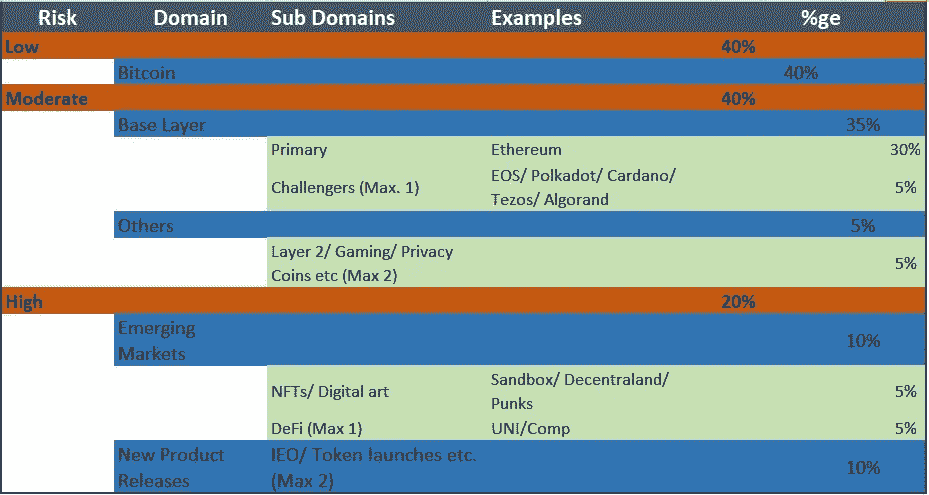 Risk Domain Sub Domains Examples %ge
Low 40%
Bitcoin 40%
Moderate 40%
Base Layer 35%
Primary Ethereum 30%
Challengers (Max. 1) EOS/ Polkadot/ Cardano/
Tezos/ Algorand 5%
Others 5%
Layer 2/ Gaming/ Privacy
Coins etc (Max 2) 5%
High 20%
Emerging
Markets 10%
NFTs/ Digital art Sandbox/ Decentraland/
Punks 5%
DeFi (Max 1) UNI/Comp 5%
New Product IEO/ Token launches etc.
Releases (Max 2) 10%